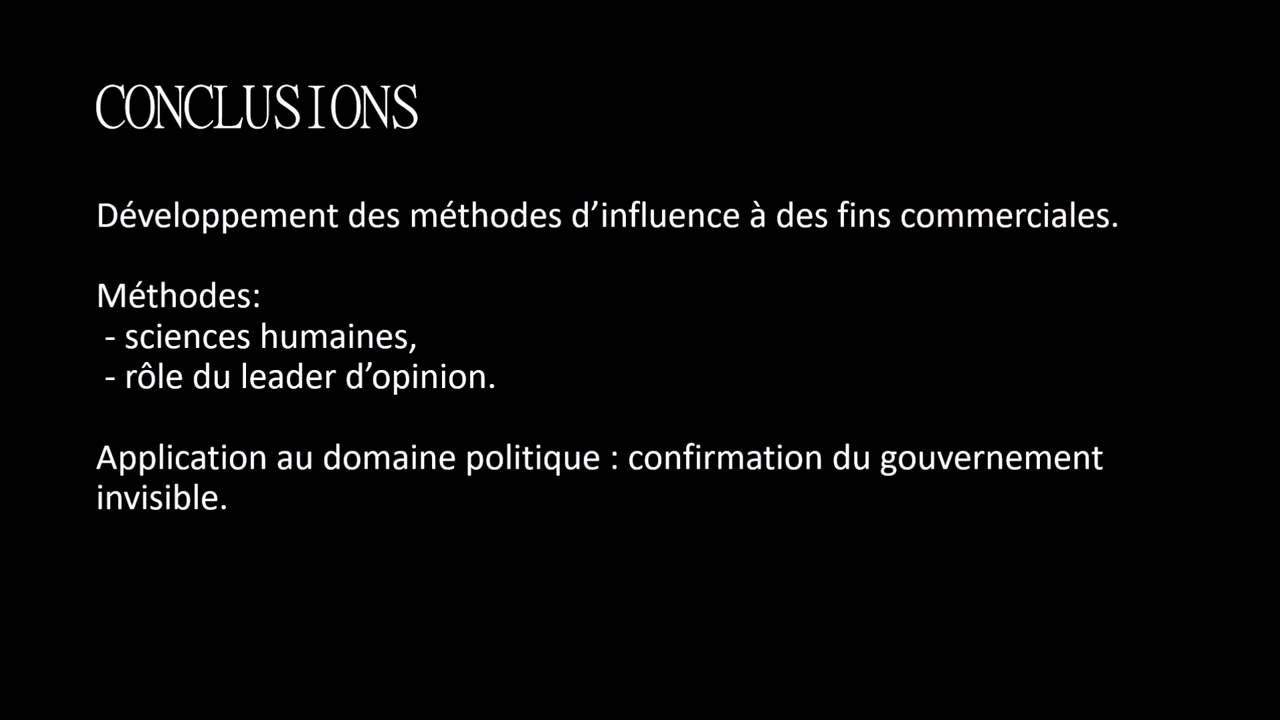 CONCLUSIONS
Développement des méthodes d’influence à des fins commerciales.
Méthodes:
- sciences humaines,
- rôle du leader d’opinion.
Application au domaine politique : confirmation du gouvernement
invisible.